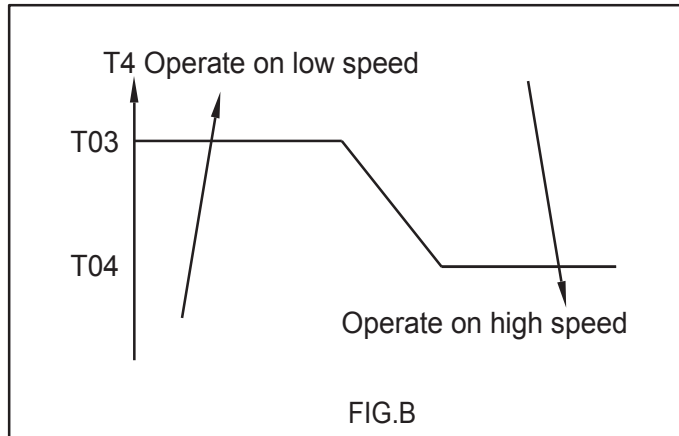 T4 Operate on low speed
T03
T04
Operate on high speed
FIG.B